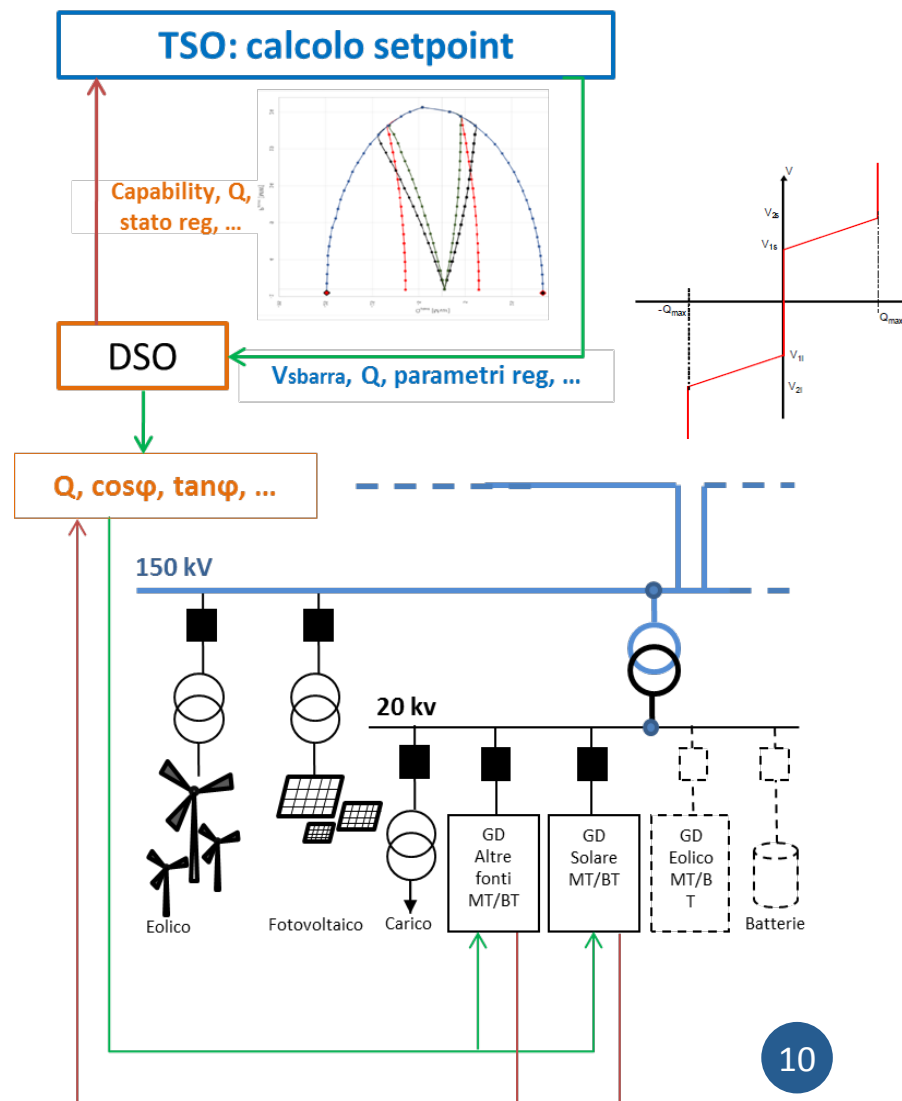 TSO: calcolo setpoint
Capability, Q,
stato reg, ...
DSO
Vsbarra, Q, parametri reg, ...
V
V2s
V1s
-Qmax
Qmax
V1i
V2i
Q, cosφ, tanφ, ...
150 kV
20 kv
Eolico
Fotovoltaico
Carico
GD
Altre
fonti
MT/BT
GD
Solare
MT/BT
GD
Eolico
MT/B
T
Batterie
10